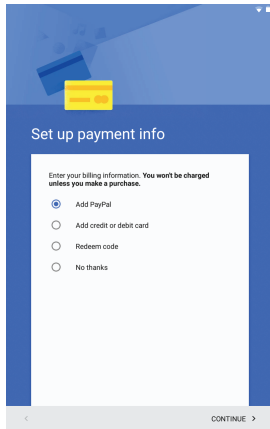 Set up payment info
Enter your billing information. You won't be charged
unless you make a purchase.
Add PayPal
Add credit or debit card
Redeem code
No thanks
CONTINUE